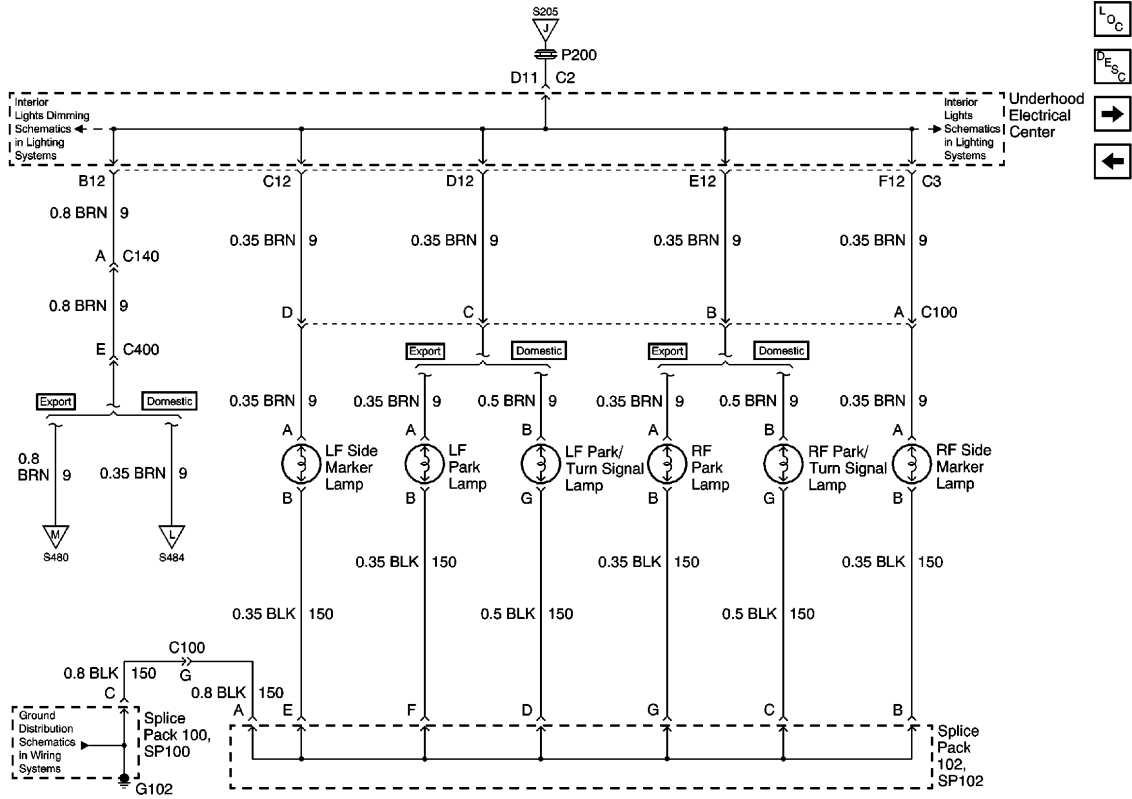 S205
J
P200
D11 C2
LOC
DESC
Interior
Lights Dimming
Schematics
in Lighting
Systems
Interior
Lights
Schematics
in Lighting
Systems
Underhood
Electrical
Center
B12 C12 D12 E12 F12 C3
0.8 BRN 9
0.35 BRN 9 0.35 BRN 9 0.35 BRN 9 0.35 BRN 9
A C140
0.8 BRN 9
D C B A C100
E C400
Export Domestic Export Domestic
Export Domestic
0.35 BRN 9 0.35 BRN 9 0.5 BRN 9 0.35 BRN 9 0.5 BRN 9 0.35 BRN 9
A A B A B A
0.8
BRN 9 0.35 BRN 9
LF Side
Marker
Lamp
LF
Park
Lamp
LF Park/
Turn Signal
Lamp
RF
Park
Lamp
RF Park/
Turn Signal
Lamp
RF Side
Marker
Lamp
B B G B G B
M L
S480 S484
0.35 BLK 150 0.35 BLK 150 0.35 BLK 150
0.35 BLK 150 0.5 BLK 150 0.5 BLK 150
C100
G
0.8 BLK 150
C
0.8 BLK 150
A E F D G C B
Ground
Distribution
Schematics
in Wiring
Systems
Splice
Pack 100,
SP100
G102
Splice
Pack
102,
SP102